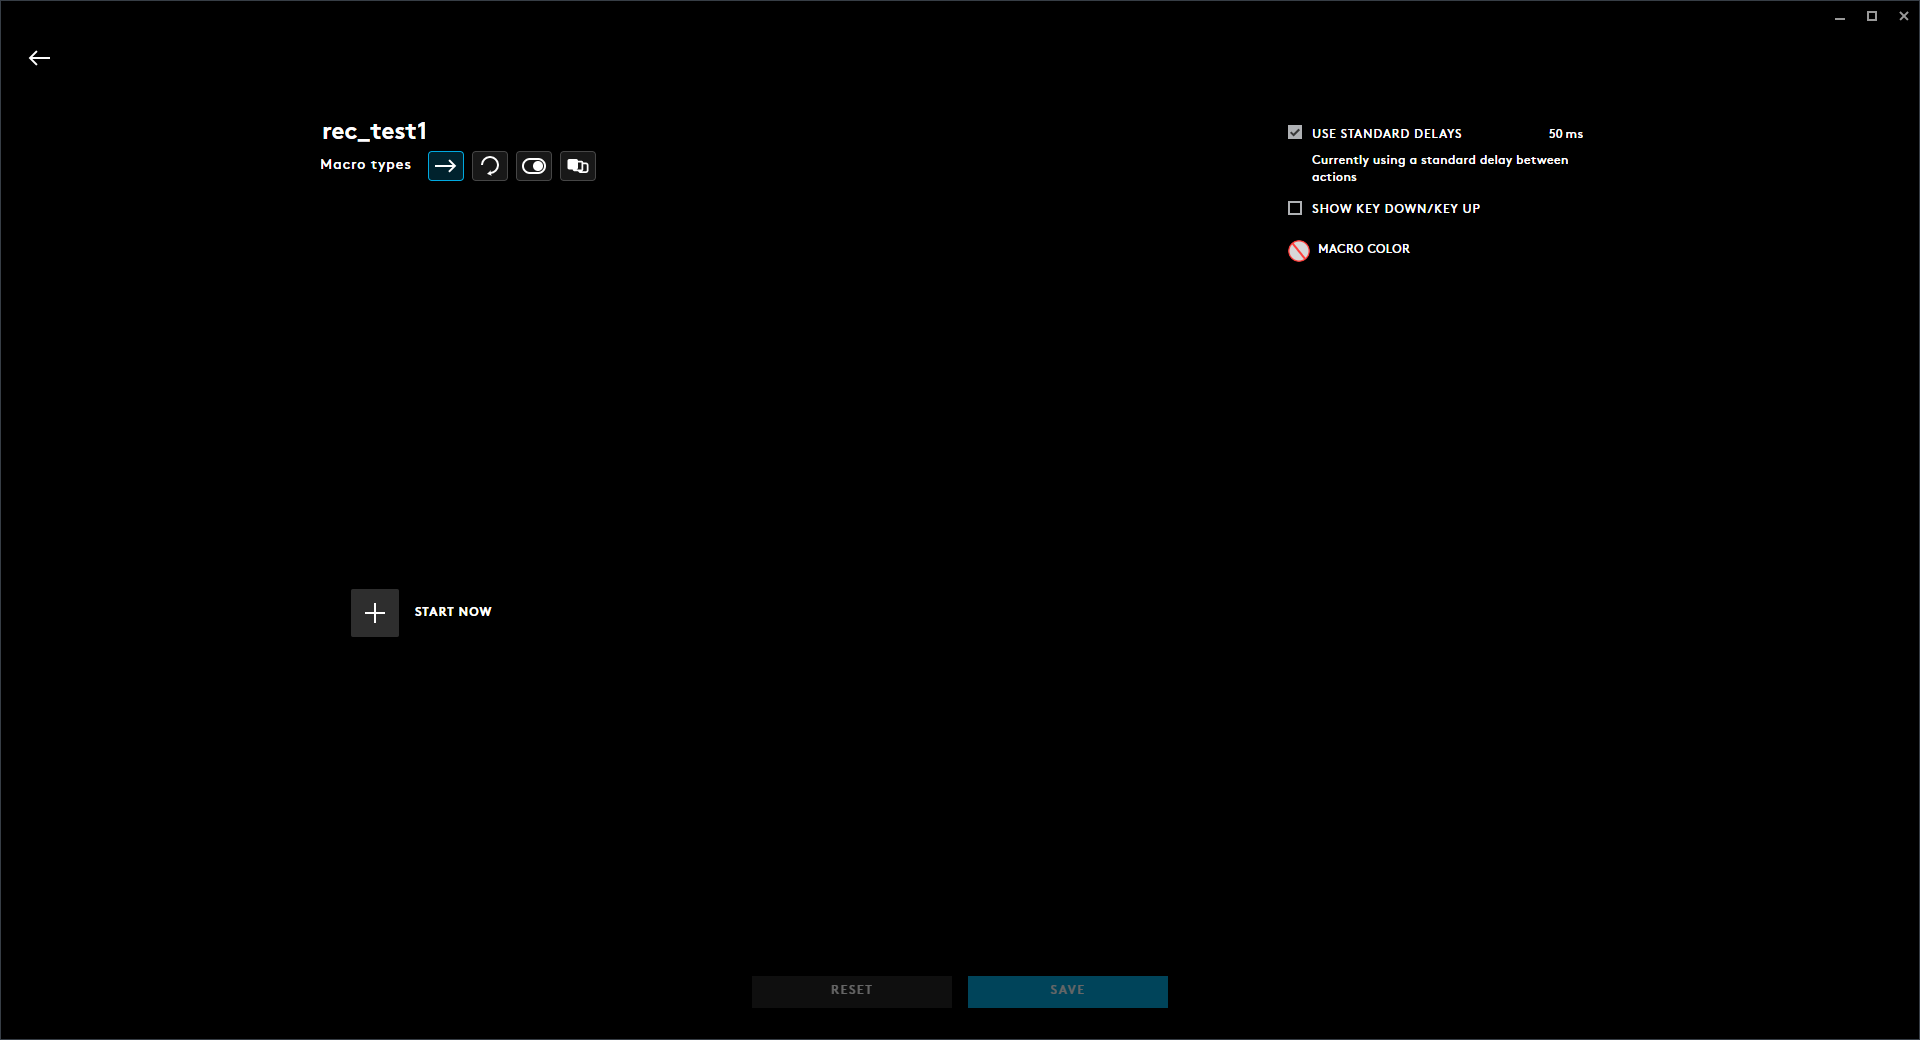 rec_test1
Macro types
USE STANDARD DELAYS 50 ms
Currently using a standard delay between
actions
SHOW KEY DOWN/KEY UP
MACRO COLOR
START NOW
RESET
SAVE